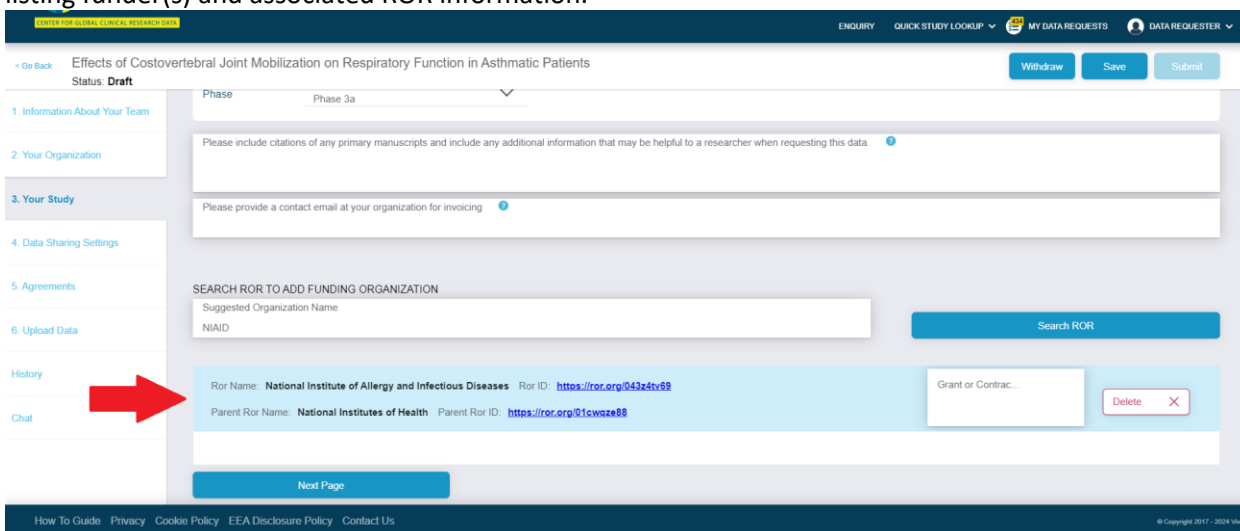 listing funder(s) and associated ROR information.
CENTER FOR GLOBAL CLINICAL RESEARCH DATA
ENQUIRY QUICK STUDY LOOKUP 434 MY DATA REQUESTS DATA REQUESTER
< Go Back Effects of Costovertebral Joint Mobilization on Respiratory Function in Asthmatic Patients
Status: Draft
Withdraw Save Submit
Phase Phase 3a
1. Information About Your Team
2. Your Organization
3. Your Study
4. Data Sharing Settings
5. Agreements
6. Upload Data
History
Chat
Please include citations of any primary manuscripts and include any additional information that may be helpful to a researcher when requesting this data. ?
Please provide a contact email at your organization for invoicing ?
SEARCH ROR TO ADD FUNDING ORGANIZATION
Suggested Organization Name
NIAID
Search ROR
Ror Name: National Institute of Allergy and Infectious Diseases Ror ID: https://ror.org/043z4tv69
Parent Ror Name: National Institutes of Health Parent Ror ID: https://ror.org/01cwqze88
Grant or Contrac...
Delete X
Next Page
How To Guide Privacy Cookie Policy EEA Disclosure Policy Contact Us
© Copyright 2017 - 2024